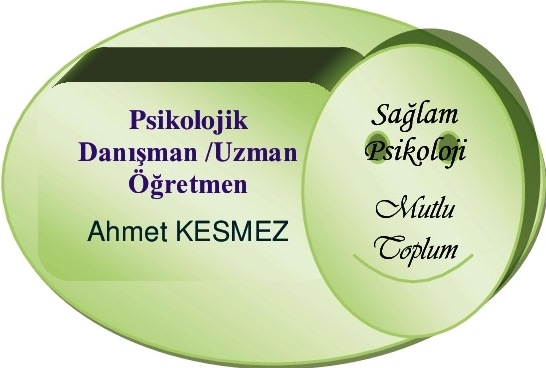 Psikolojik
Danışman /Uzman
Öğretmen
Ahmet KESMEZ
Sağlam
Psikoloji
Mutlu
Toplum